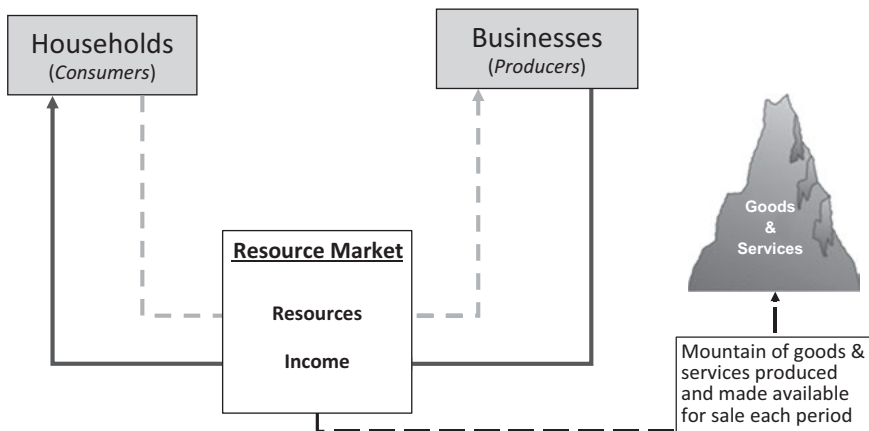 Households
(Consumers)
Businesses
(Producers)
Resource Market
Resources
Income
Goods
&
Services
Mountain of goods &
services produced
and made available
for sale each period